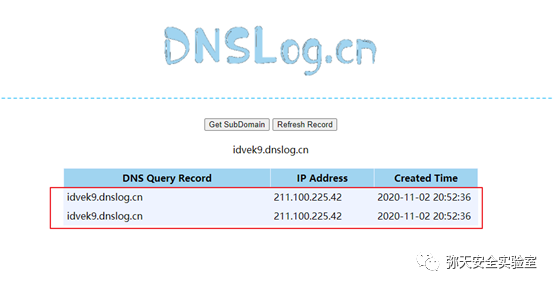 DNSLog.cn
Get SubDomain Refresh Record
idvek9.dnslog.cn
DNS Query Record IP Address Created Time
idvek9.dnslog.cn 211.100.225.42 2020-11-02 20:52:36
idvek9.dnslog.cn 211.100.225.42 2020-11-02 20:52:36
弥天安全实验室